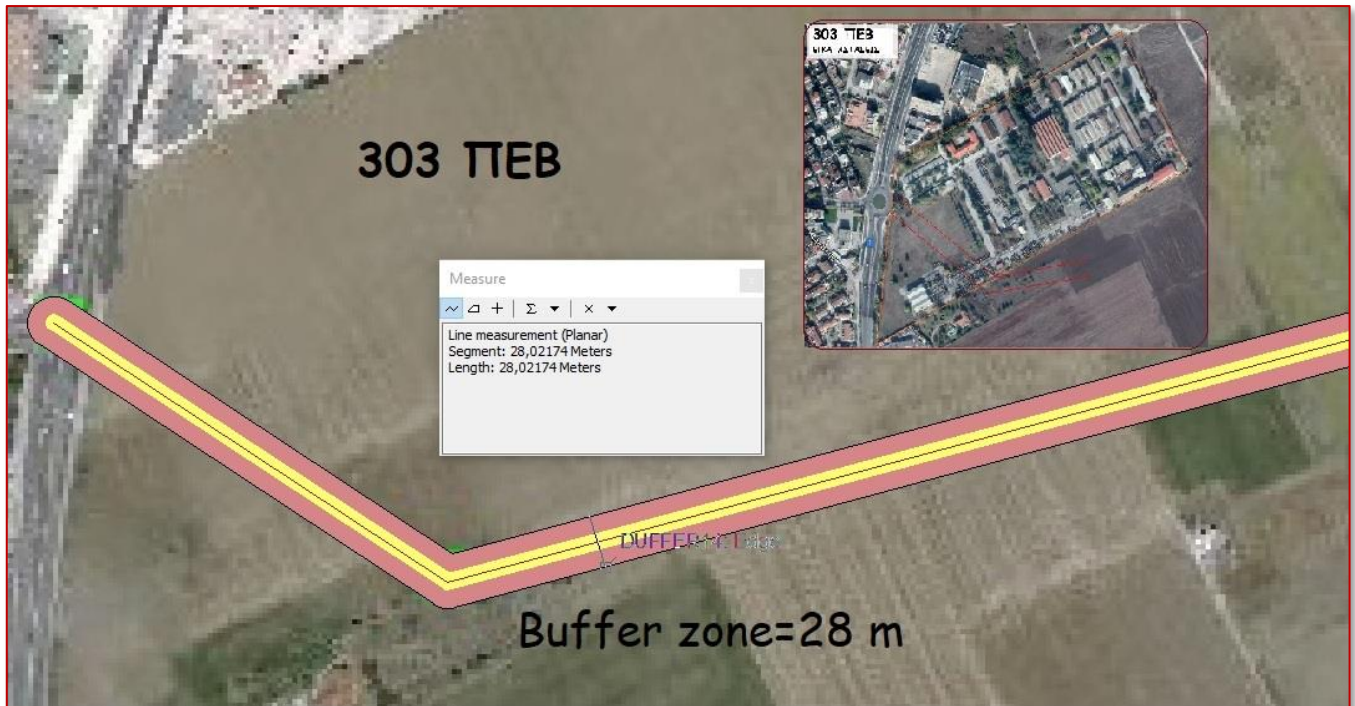 303 ΠΕΒ
303 ΠΕΒ
Measure
Line measurement (Planar)
Segment: 28,02174 Meters
Length: 28,02174 Meters
Buffer zone=28 m